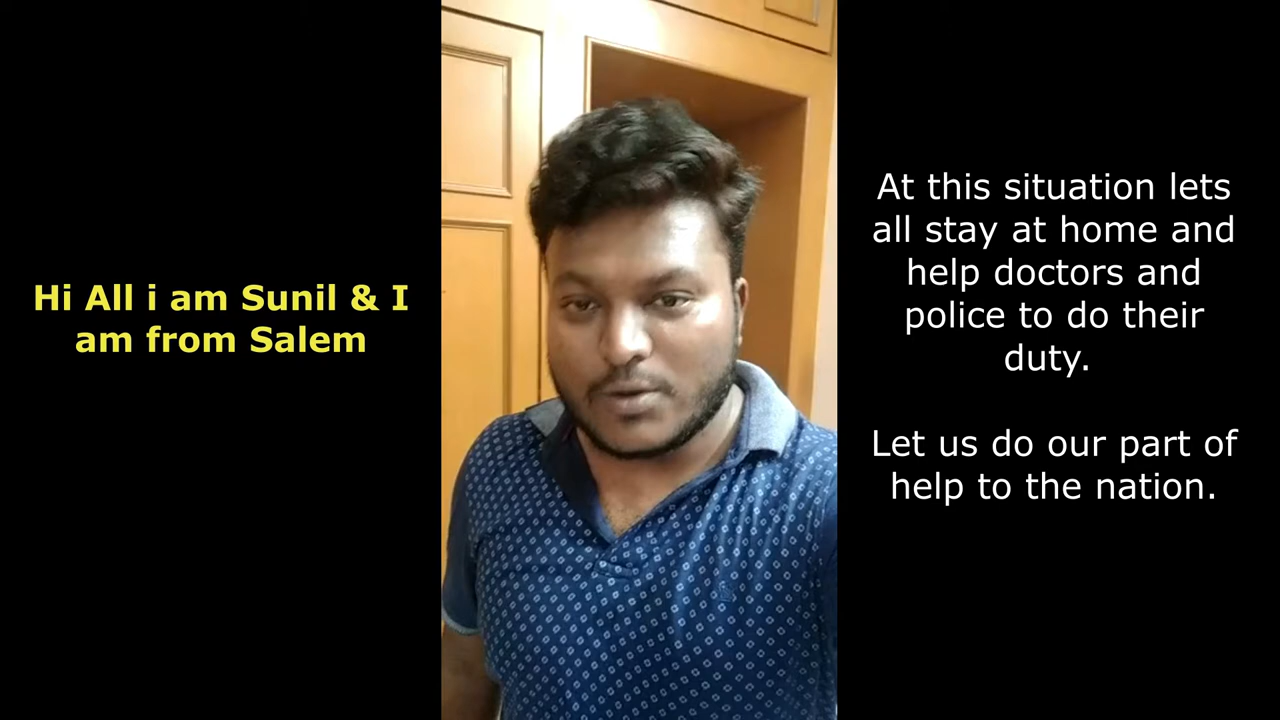 Hi All i am Sunil & I
am from Salem
At this situation lets
all stay at home and
help doctors and
police to do their
duty.
Let us do our part of
help to the nation.